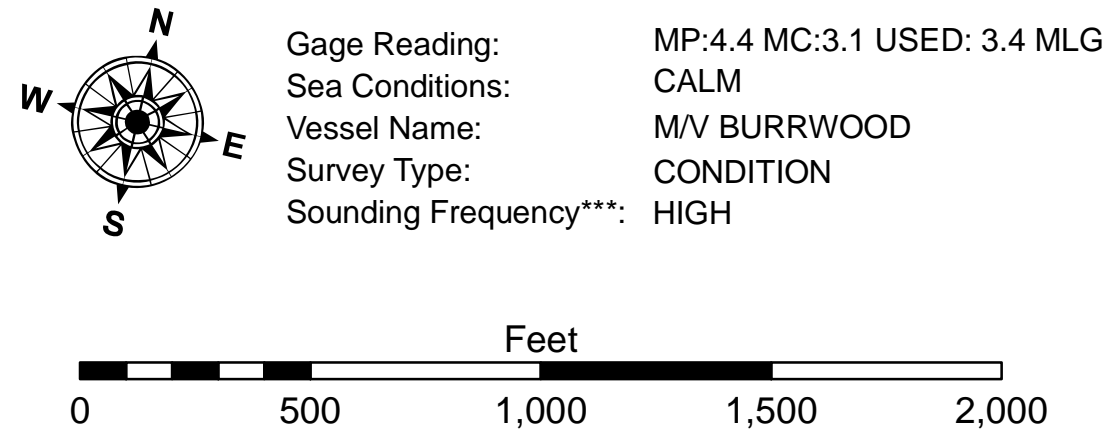 N
W
E
S
Gage Reading: MP:4.4 MC:3.1 USED: 3.4 MLG
Sea Conditions: CALM
Vessel Name: M/V BURRWOOD
Survey Type: CONDITION
Sounding Frequency***: HIGH
Feet
0 500 1,000 1,500 2,000